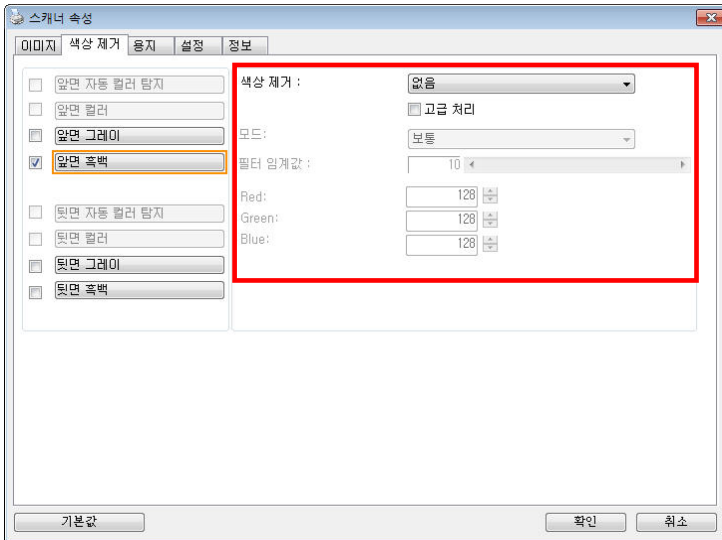 스캐너 속성
이미지 색상 제거 용지 설정 정보
앞면 자동 컬러 탐지
앞면 컬러
앞면 그레이
앞면 흑백
뒷면 자동 컬러 탐지
뒷면 컬러
뒷면 그레이
뒷면 흑백
색상 제거 : 없음
고급 처리
모드: 보통
필터 임계값 : 10
Red: 128
Green: 128
Blue: 128
기본값 확인 취소